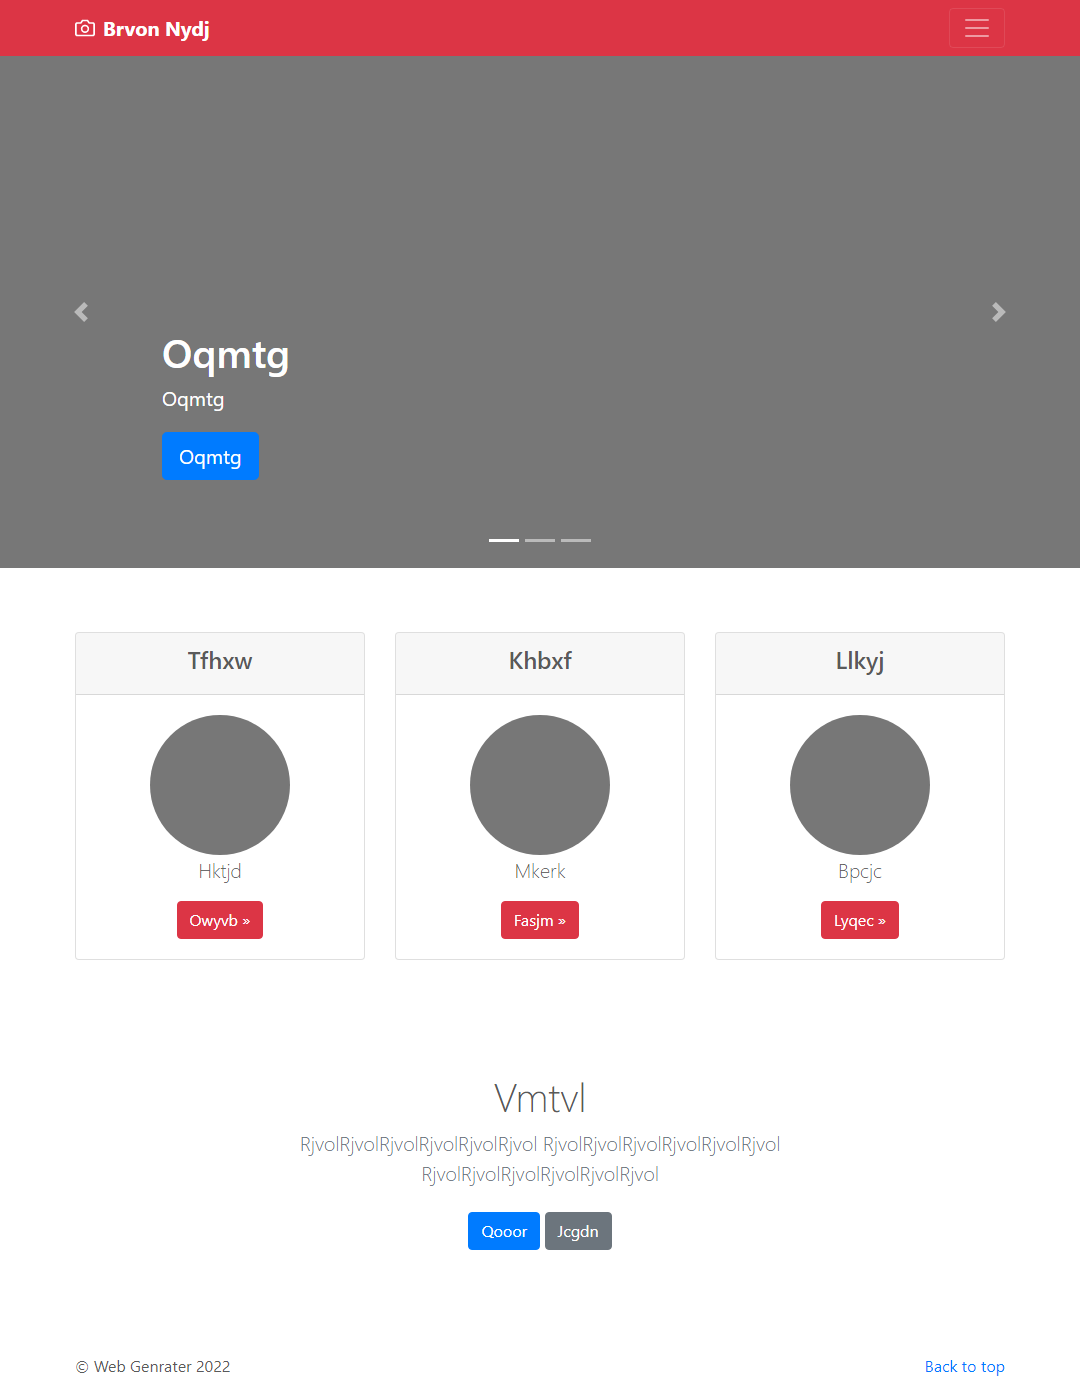 Brvon Nydj
Oqmtg
Oqmtg
Oqmtg
Tfhxw
Khbxf
Llkyj
Hktjd
Mkerk
Bpcjc
Owyvb »
Fasjm »
Lyqec »
Vmtvl
RjvolRjvolRjvolRjvolRjvolRjvol RjvolRjvolRjvolRjvolRjvolRjvol
RjvolRjvolRjvolRjvolRjvolRjvol
Qooor
Jcgdn
© Web Genrater 2022
Back to top